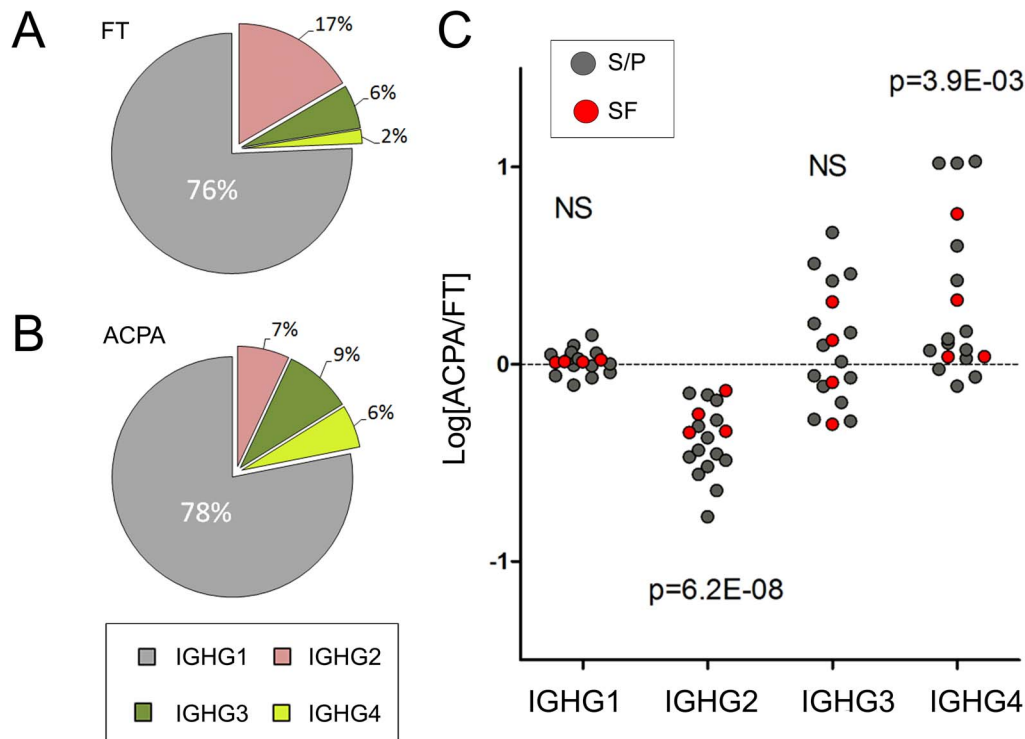 A
FT
17%
6%
2%
76%
B
ACPA
7%
9%
6%
78%
IGHG1
IGHG2
IGHG3
IGHG4
C
S/P
SF
p=3.9E-03
NS
NS
p=6.2E-08
Log[ACPA/FT]
1
0
-1
IGHG1
IGHG2
IGHG3
IGHG4